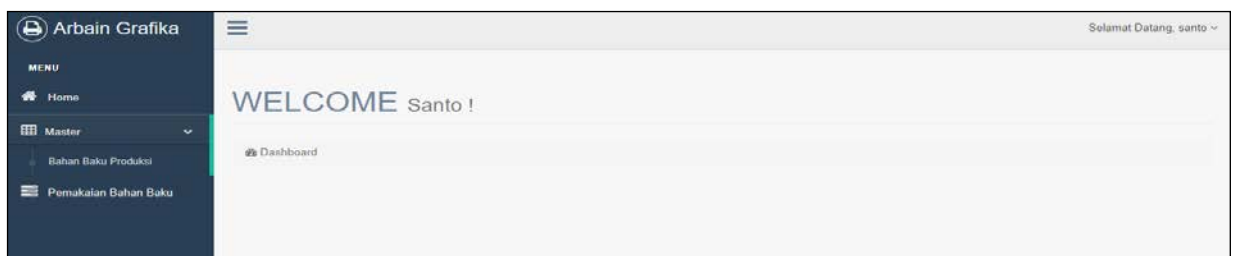 Arbain Grafika
Selamat Datang, santo
MENU
Home
WELCOME Santo !
Master
Dashboard
Bahan Baku Produksi
Pemakaian Bahan Baku